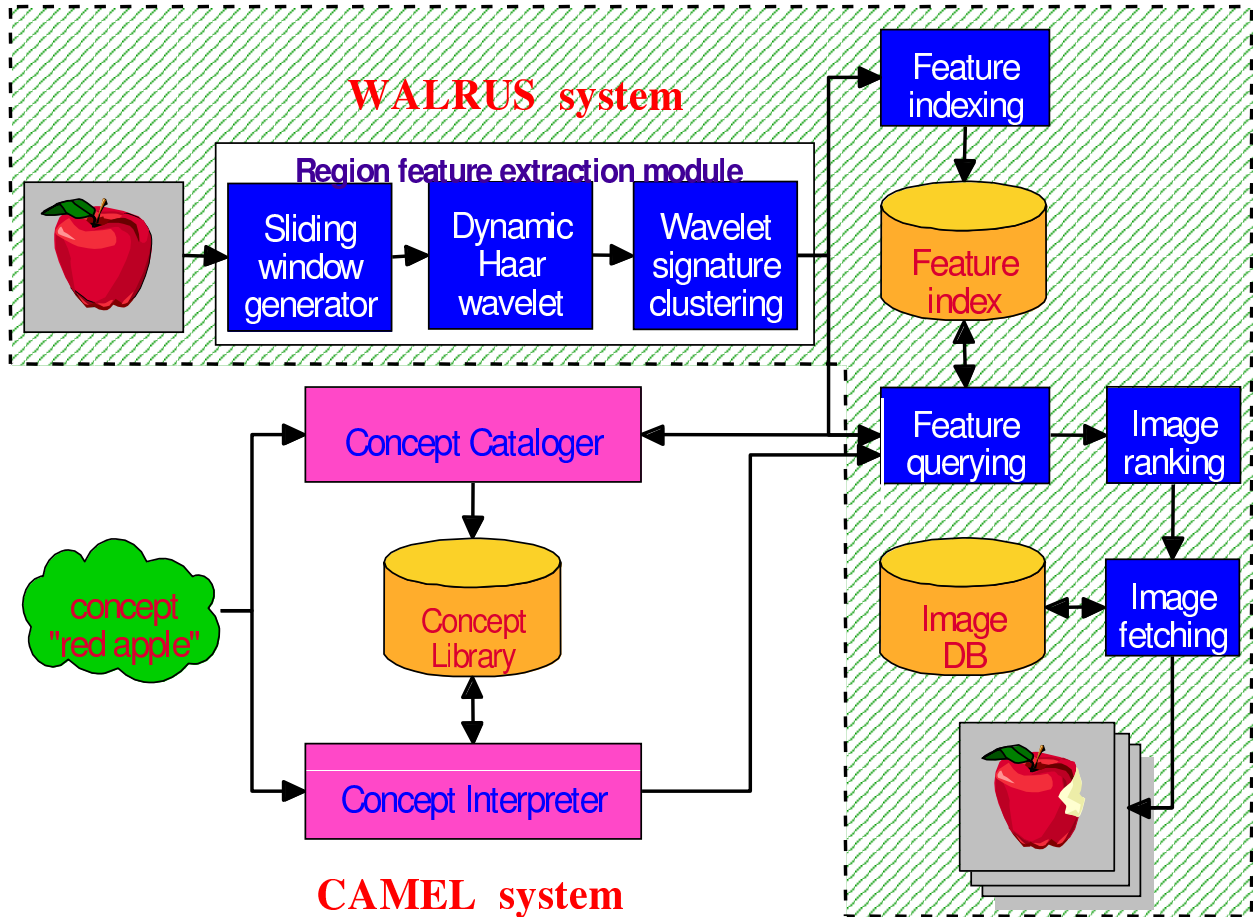 WALRUS system
Region feature extraction module
Sliding
window
generator
Dynamic
Haar
wavelet
Wavelet
signature
clustering
Feature
indexing
Feature
index
Feature
querying
Image
ranking
Image
DB
Image
fetching
Concept Cataloger
concept
"red apple"
Concept
Library
Concept Interpreter
CAMEL system